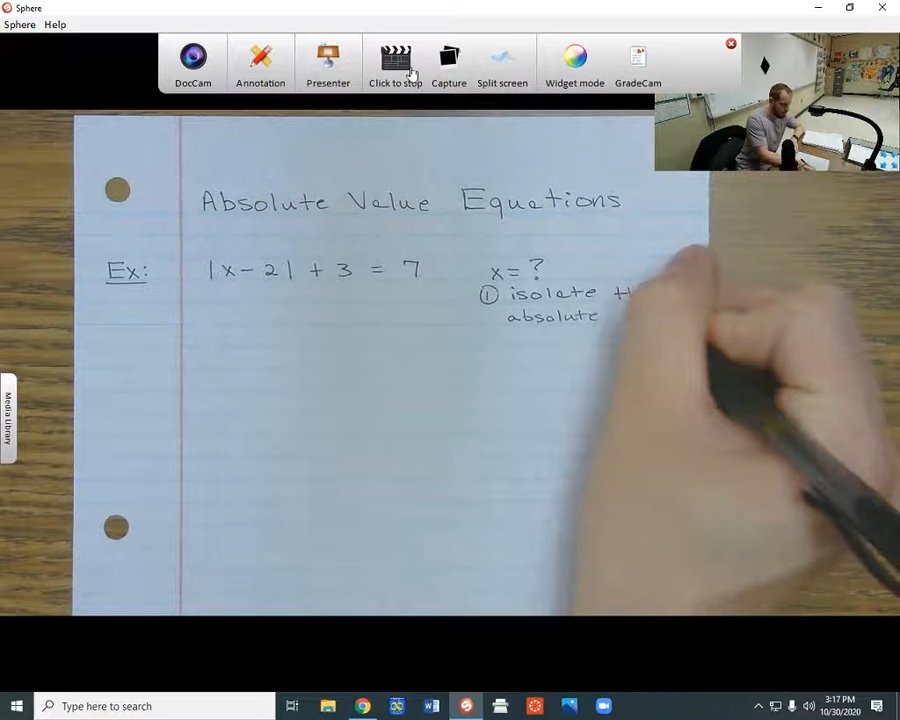 Sphere
Sphere Help
DocCam Annotation Presenter Click to stop Capture Split screen Widget mode GradeCam
Absolute Value Equations
Ex: |x - 2| + 3 = 7 x = ?
① isolate
absolute
Media Library
Type here to search
3:17 PM
10/30/2020